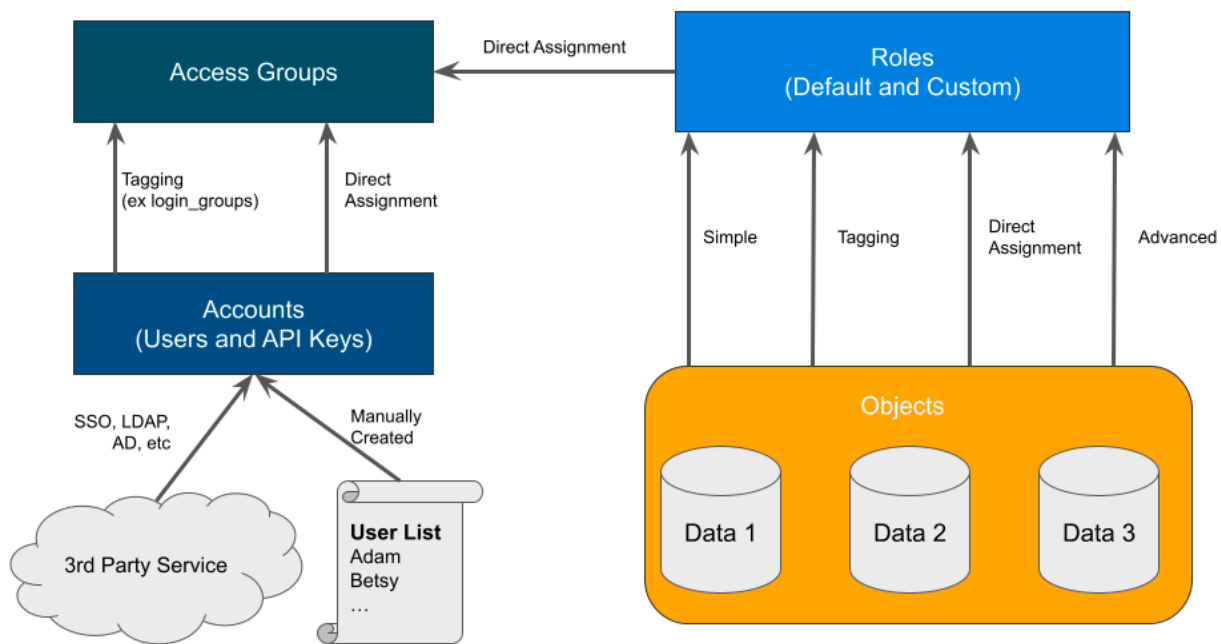 Access Groups
Direct Assignment
Roles
(Default and Custom)
Tagging
(ex login_groups)
Direct
Assignment
Simple
Tagging
Direct
Assignment
Advanced
Accounts
(Users and API Keys)
SSO, LDAP,
AD, etc
Manually
Created
3rd Party Service
User List
Adam
Betsy
…
Objects
Data 1
Data 2
Data 3